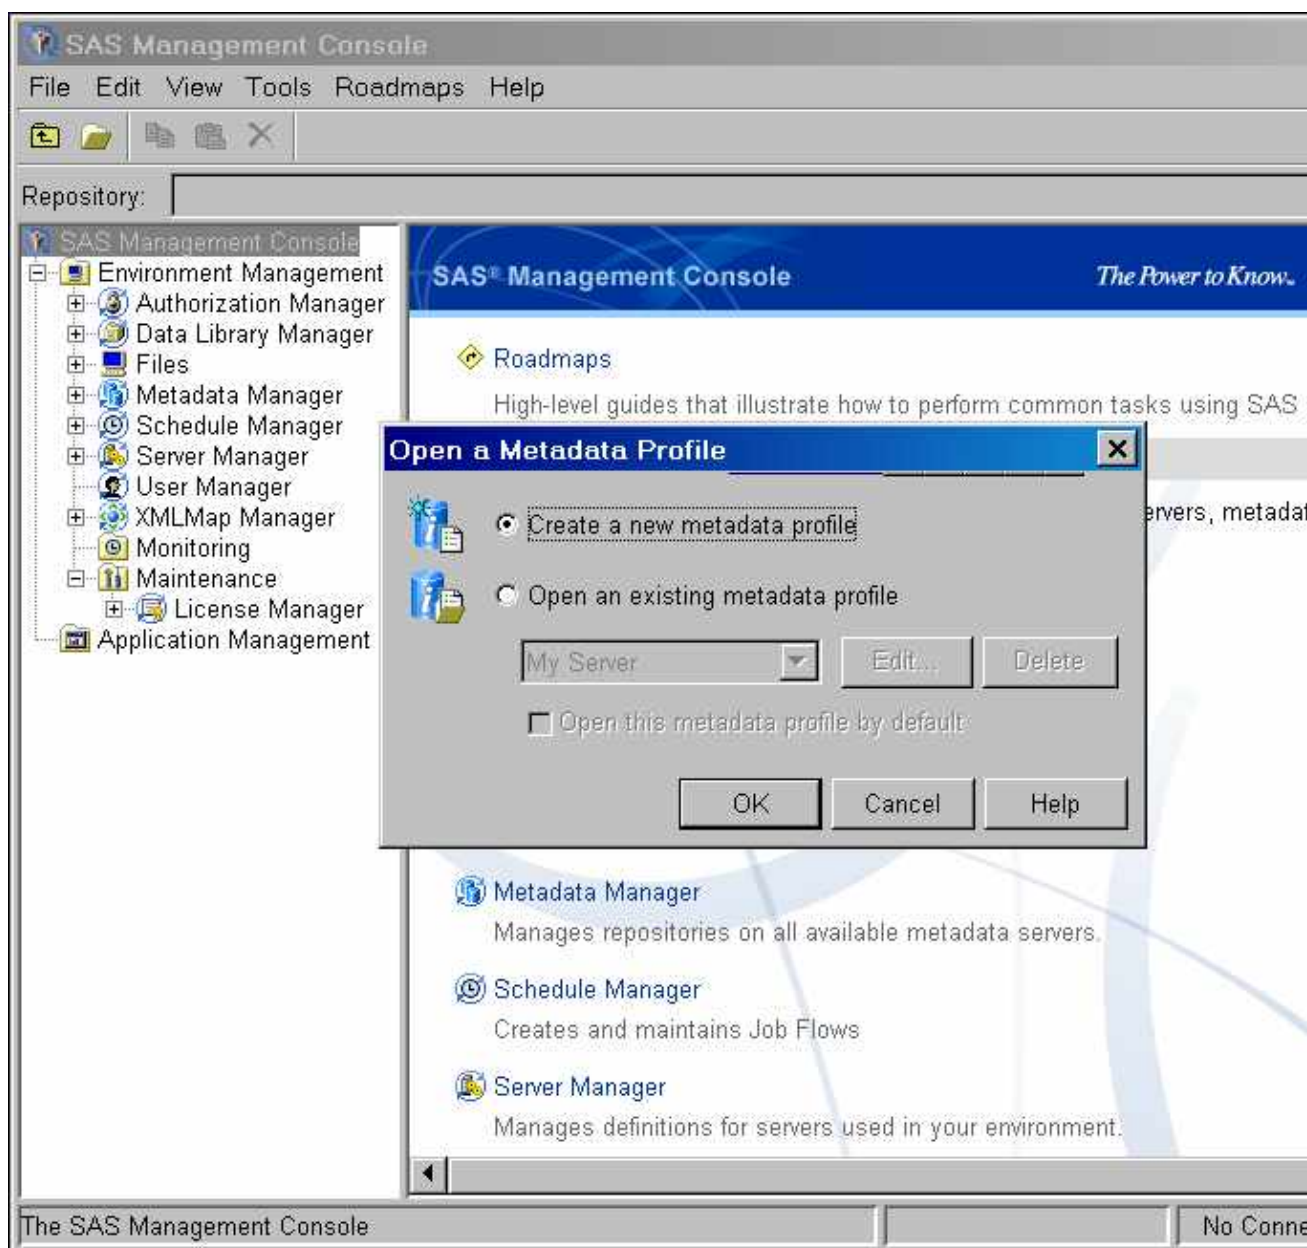 SAS Management Console
File Edit View Tools Roadmaps Help
Repository:
SAS Management Console
Environment Management
Authorization Manager
Data Library Manager
Files
Metadata Manager
Schedule Manager
Server Manager
User Manager
XMLMap Manager
Monitoring
Maintenance
License Manager
Application Management
SAS® Management Console
The Power to Know™
Roadmaps
High-level guides that illustrate how to perform common tasks using SAS
Open a Metadata Profile
Create a new metadata profile
Open an existing metadata profile
My Server Edit... Delete
Open this metadata profile by default
OK Cancel Help
Metadata Manager
Manages repositories on all available metadata servers.
Schedule Manager
Creates and maintains Job Flows
Server Manager
Manages definitions for servers used in your environment.
The SAS Management Console
No